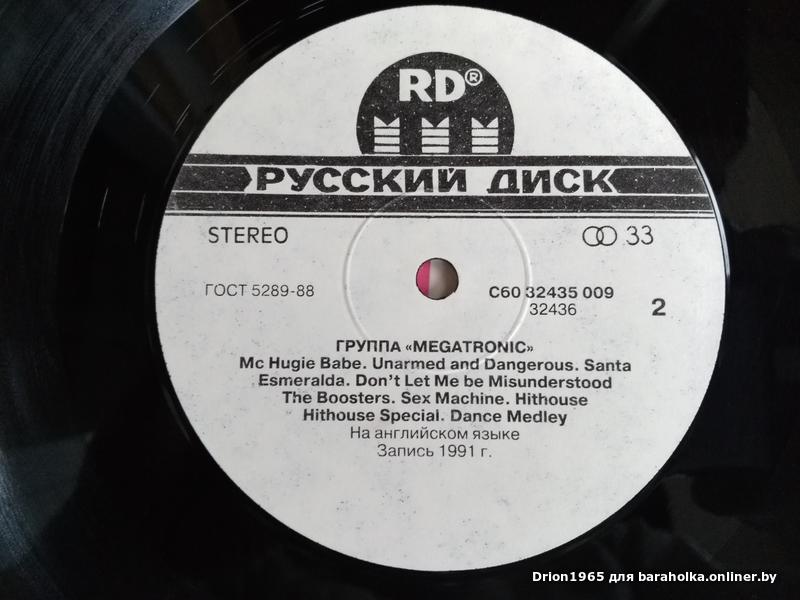 RD®
РУССКИЙ ДИСК
STEREO
33
ГОСТ 5289-88
С60 32435 009
32436
2
ГРУППА «MEGATRONIC»
Mc Hugie Babe. Unarmed and Dangerous. Santa
Esmeralda. Don't Let Me be Misunderstood
The Boosters. Sex Machine. Hithouse
Hithouse Special. Dance Medley
На английском языке
Запись 1991 г.
Drion1965 для baraholka.onliner.by